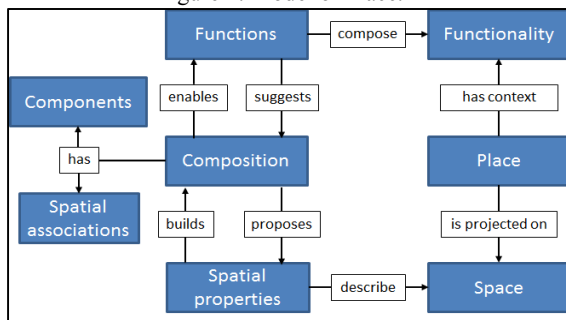 Functions
compose
Functionality
Components
enables
suggests
has context
has
Composition
Place
Spatial
associations
builds
proposes
is projected on
Spatial
properties
describe
Space